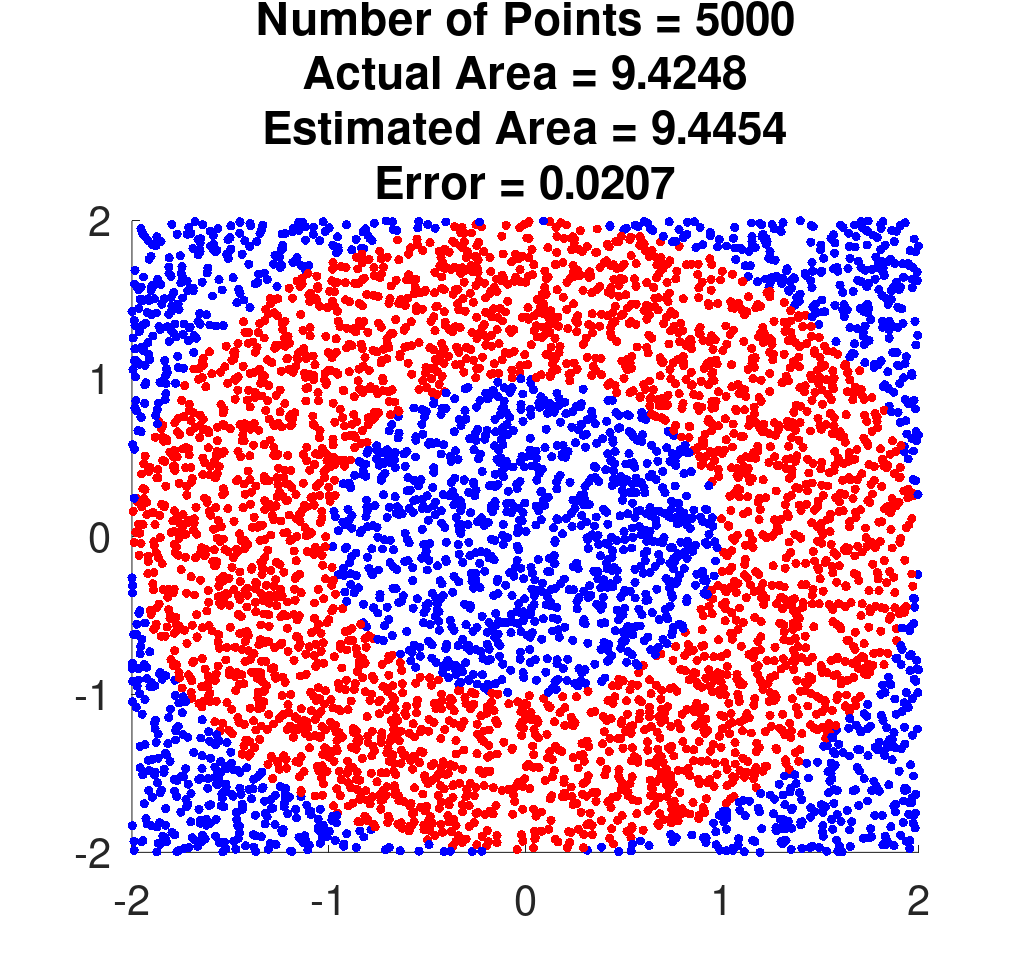 Number of Points = 5000
Actual Area = 9.4248
Estimated Area = 9.4454
Error = 0.0207
2
1
0
-1
-2
-2 -1 0 1 2